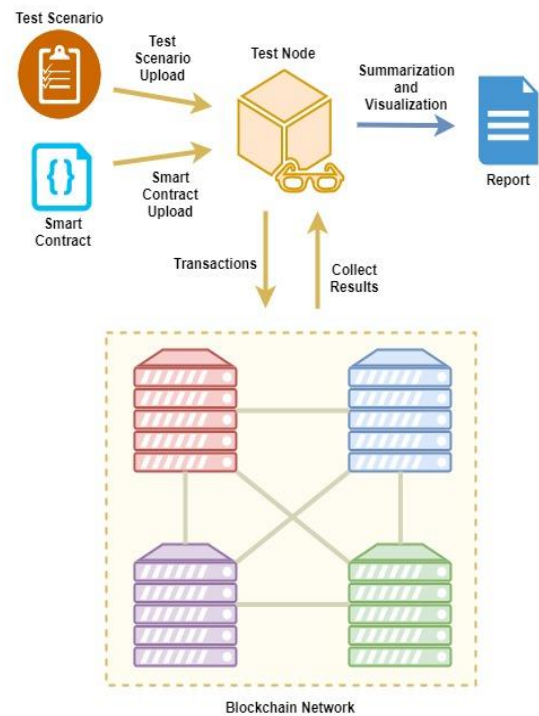 Test Scenario
Test
Scenario
Upload
Test Node
Summarization
and
Visualization
{}
Smart
Contract
Smart
Contract
Upload
Report
Transactions
Collect
Results
Blockchain Network